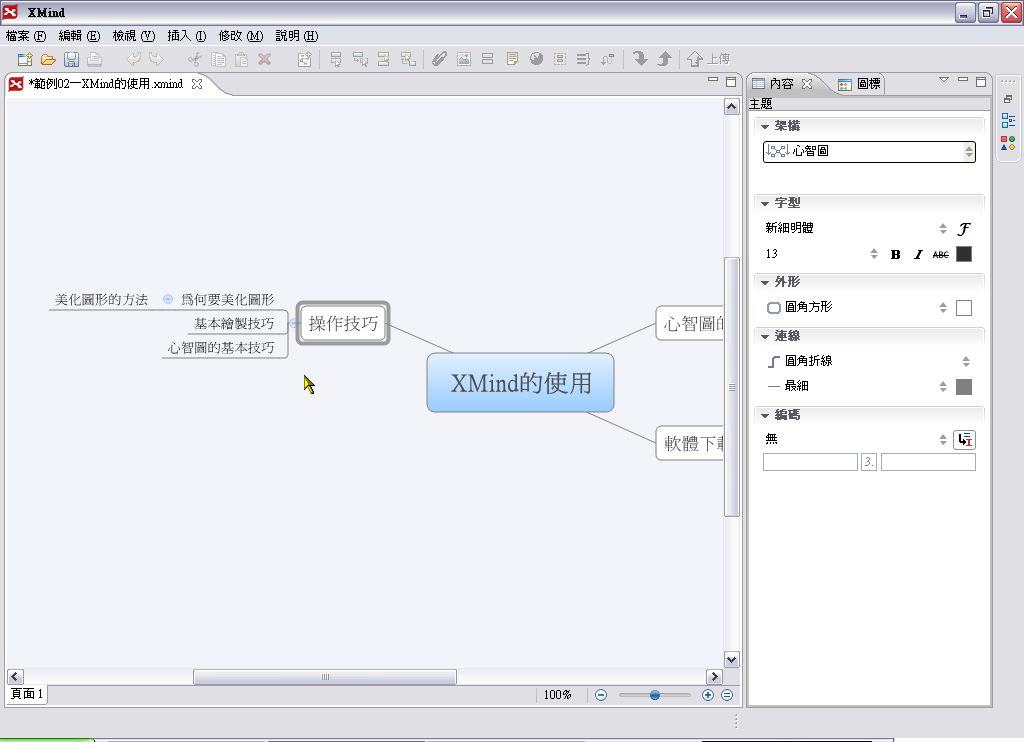 XMind
檔案 (F) 編輯 (E) 檢視 (V) 插入 (I) 修改 (M) 說明 (H)
上傳
*範例02—XMind的使用.xmind
內容 圖標
主題
架構
心智圖
字型
新細明體
13 B I ABC
外形
圓角方形
連線
圓角折線
最細
編碼
無
3.
美化圖形的方法 為何要美化圖形
基本繪製技巧
心智圖的基本技巧
操作技巧
XMind的使用
心智圖的
軟體下載
頁面 1
100%